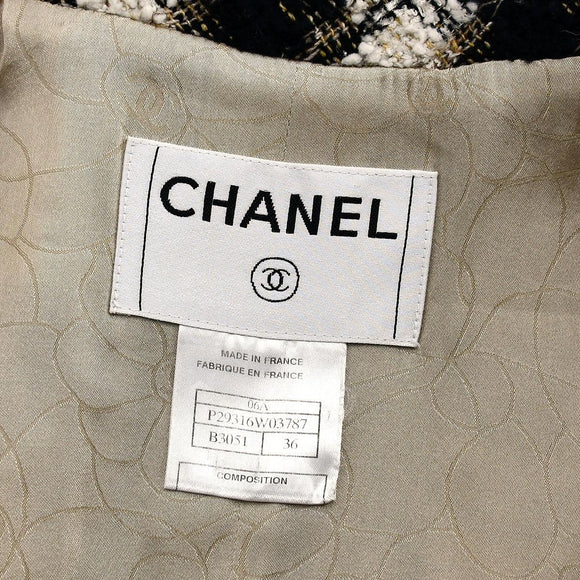 CHANEL
MADE IN FRANCE
FABRIQUE EN FRANCE
06A
P29316W03787
B3051 36
COMPOSITION